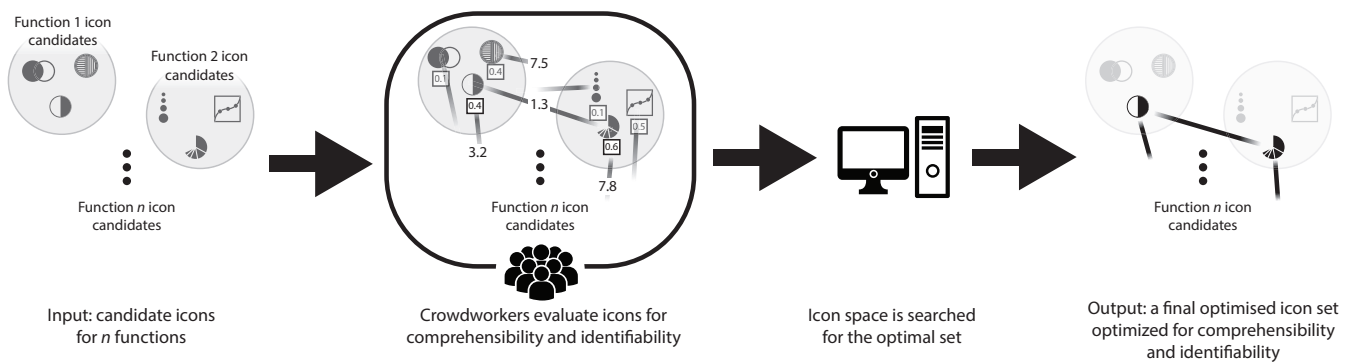 Function 1 icon
candidates
Function 2 icon
candidates
Function n icon
candidates
Input: candidate icons
for n functions
0.1
0.4
7.5
0.4
1.3
0.1
0.5
0.6
3.2
7.8
Function n icon
candidates
Crowdworkers evaluate icons for
comprehensibility and identifiability
Icon space is searched
for the optimal set
Function n icon
candidates
Output: a final optimised icon set
optimized for comprehensibility
and identifiability